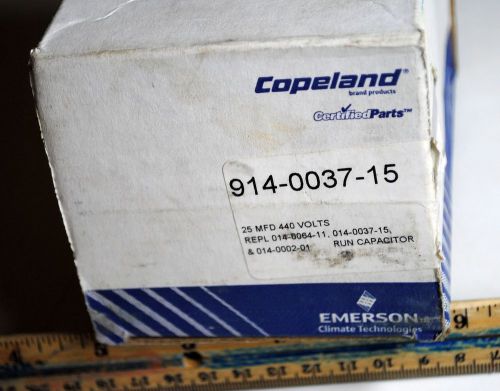 Copeland®
brand products
CertifiedParts™
914-0037-15
25 MFD 440 VOLTS
REPL 014-0064-11, 014-0037-15,
& 014-0002-01 RUN CAPACITOR
EMERSON
Climate Technologies